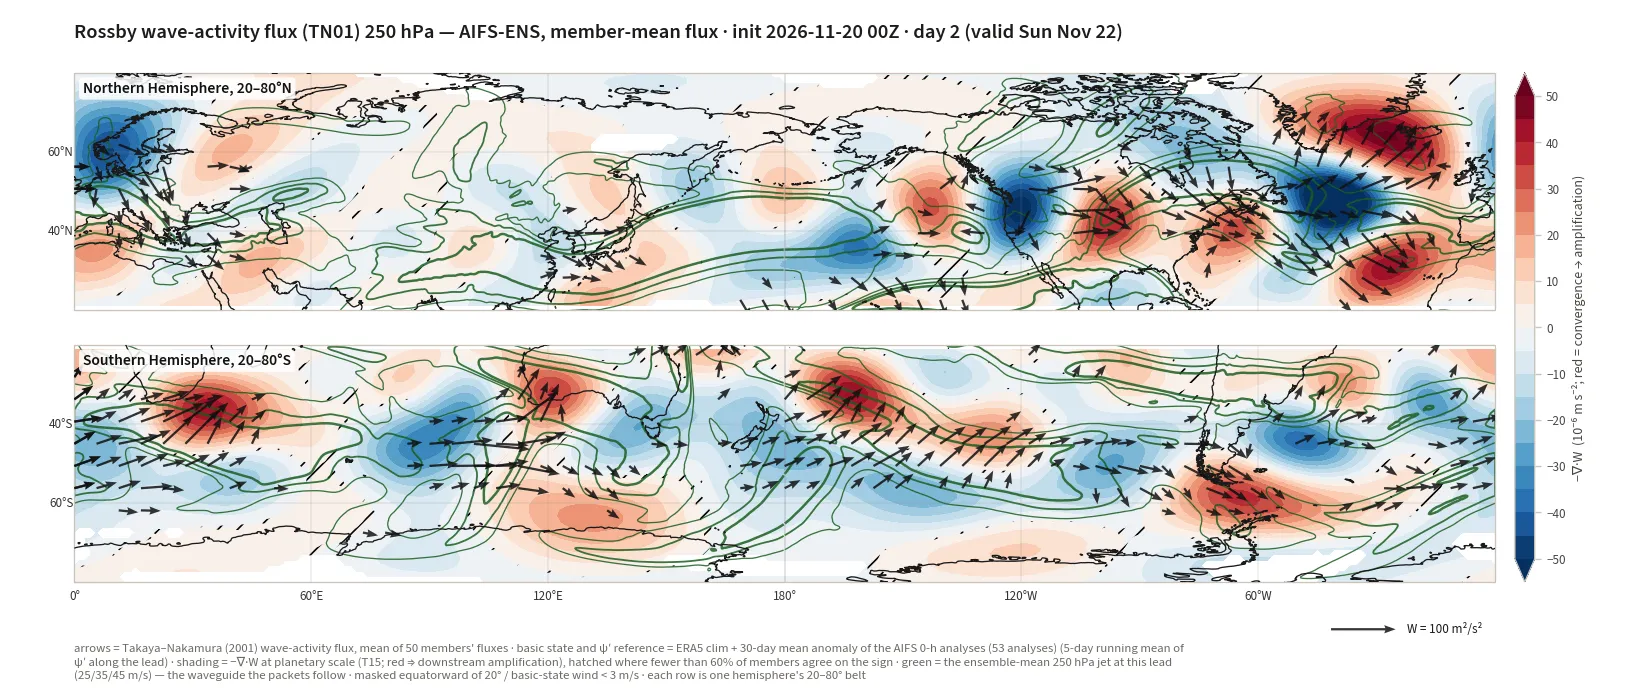 Rossby wave-activity flux (TN01) 250 hPa — AIFS-ENS, member-mean flux · init 2026-11-20 00Z · day 2 (valid Sun Nov 22)
Northern Hemisphere, 20–80°N
60°N
40°N
Southern Hemisphere, 20–80°S
40°S
60°S
0°
60°E
120°E
180°
120°W
60°W
50
40
30
20
10
0
−10
−20
−30
−40
−50
−∇·W (10⁻⁶ m s⁻²; red = convergence → amplification)
W = 100 m²/s²
arrows = Takaya–Nakamura (2001) wave-activity flux, mean of 50 members' fluxes · basic state and ψ' reference = ERA5 clim + 30-day mean anomaly of the AIFS 0-h analyses (53 analyses) (5-day running mean of
ψ' along the lead) · shading = −∇·W at planetary scale (T15; red ⇒ downstream amplification), hatched where fewer than 60% of members agree on the sign · green = the ensemble-mean 250 hPa jet at this lead
(25/35/45 m/s) — the waveguide the packets follow · masked equatorward of 20° / basic-state wind < 3 m/s · each row is one hemisphere's 20–80° belt